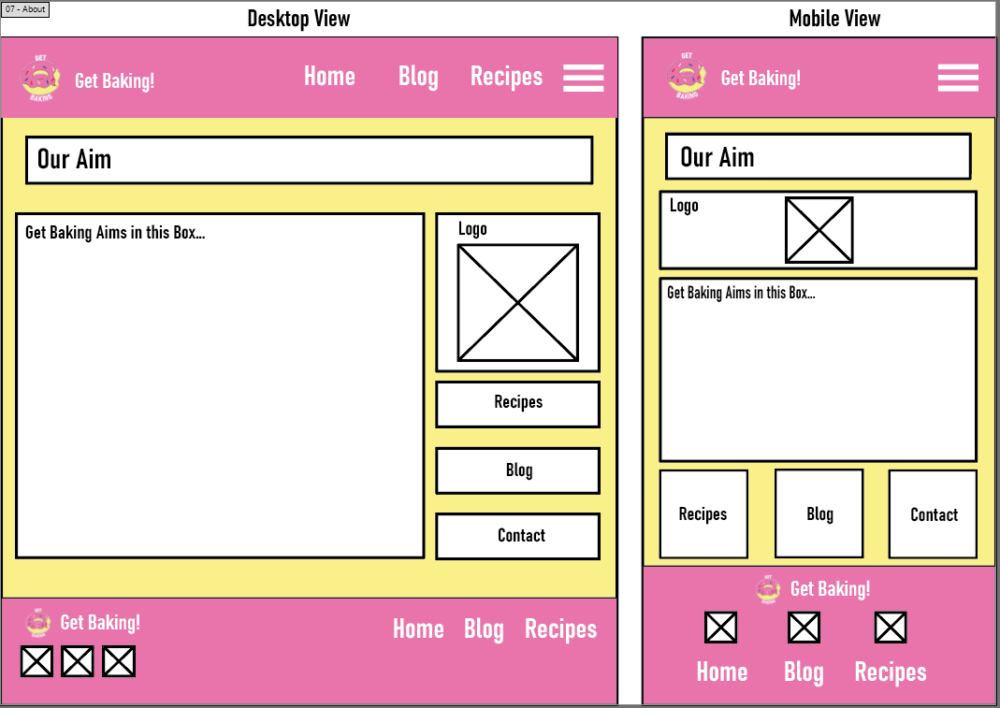 07 - About
Desktop View
GET
BAKING
Get Baking!
Home Blog Recipes
Our Aim
Get Baking Aims in this Box...
Logo
Recipes
Blog
Contact
Get Baking!
Home Blog Recipes
Mobile View
GET
BAKING
Get Baking!
Our Aim
Logo
Get Baking Aims in this Box...
Recipes Blog Contact
Get Baking!
Home Blog Recipes